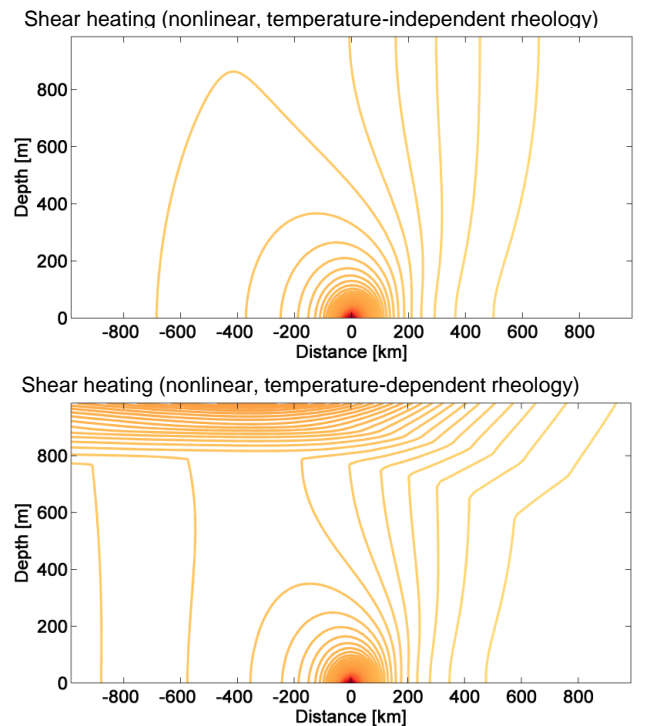 Shear heating (nonlinear, temperature-independent rheology)
800
600
400
200
0
Depth [m]
-800 -600 -400 -200 0 200 400 600 800
Distance [km]
Shear heating (nonlinear, temperature-dependent rheology)
800
600
400
200
0
Depth [m]
-800 -600 -400 -200 0 200 400 600 800
Distance [km]